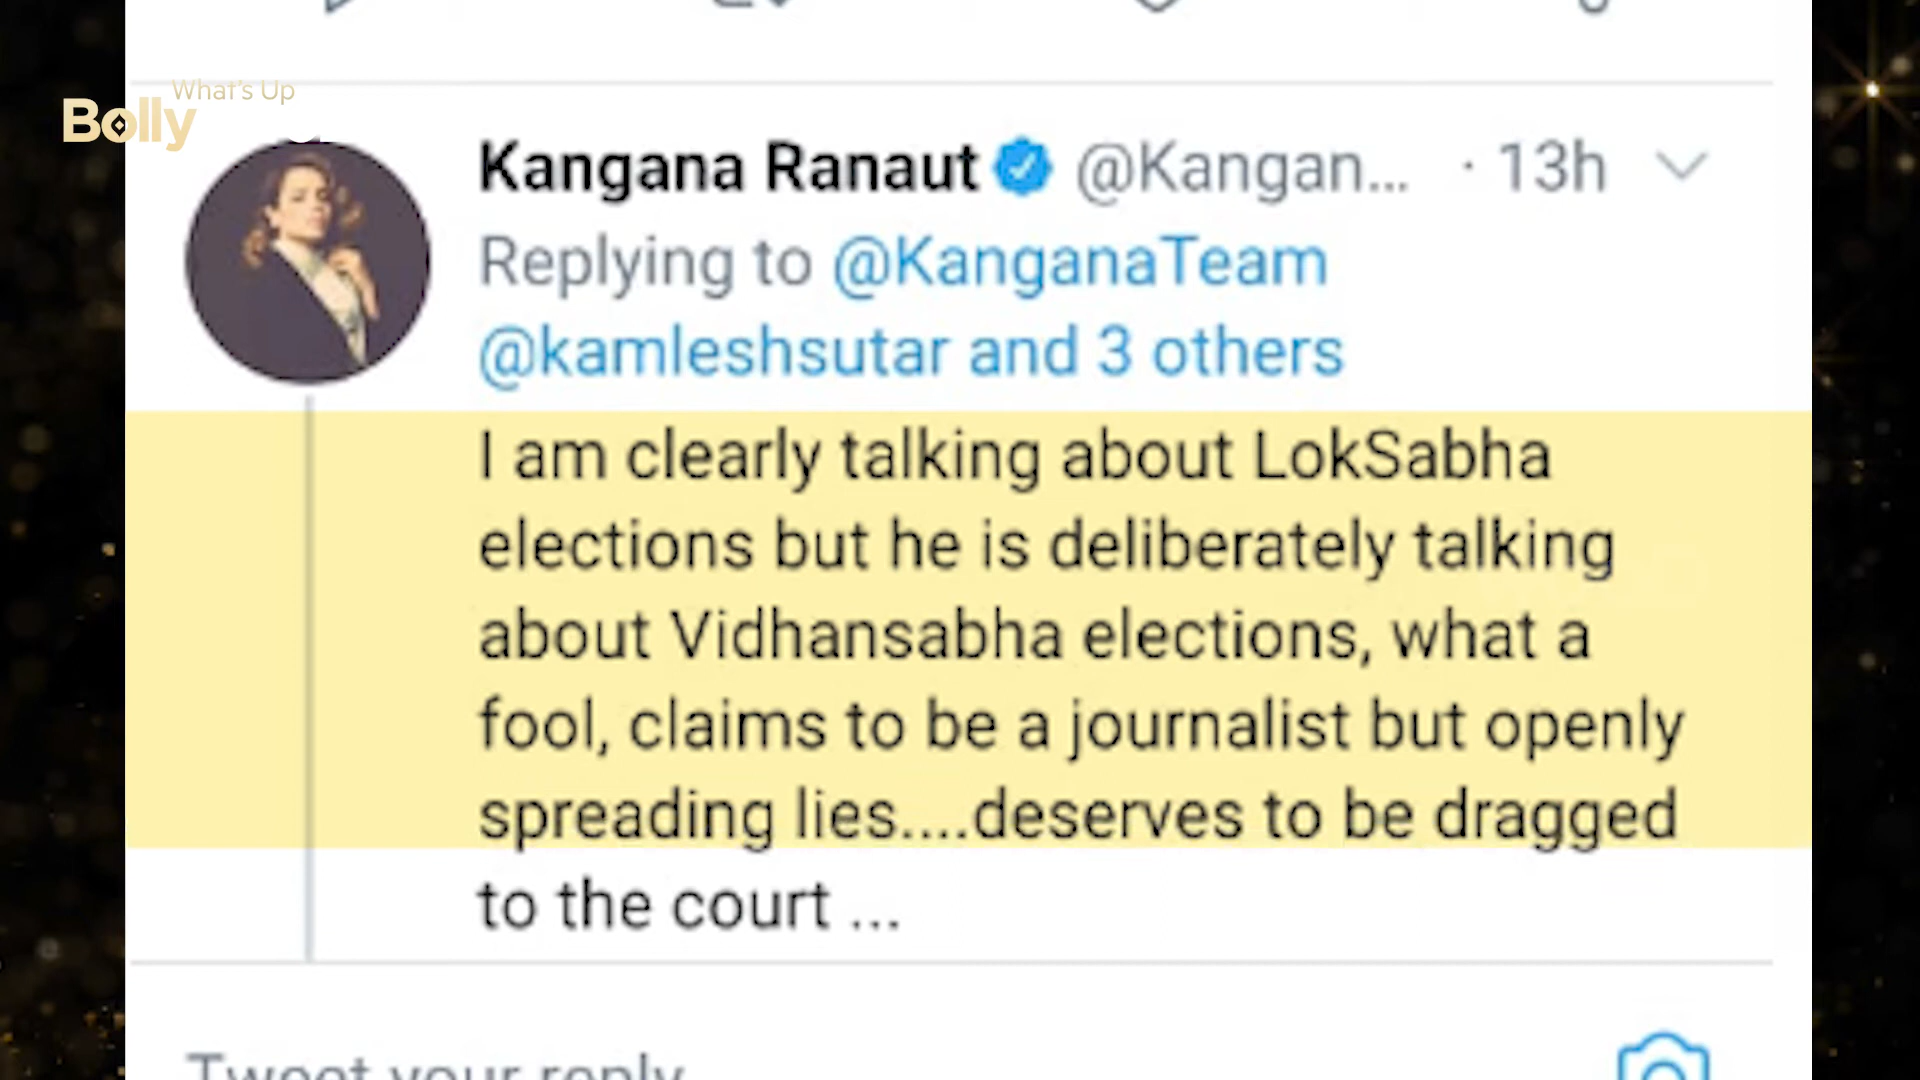 What's Up
Bolly
Kangana Ranaut @Kangan... · 13h
Replying to @KanganaTeam
@kamleshsutar and 3 others
I am clearly talking about LokSabha
elections but he is deliberately talking
about Vidhansabha elections, what a
fool, claims to be a journalist but openly
spreading lies....deserves to be dragged
to the court ...
Tweet your reply